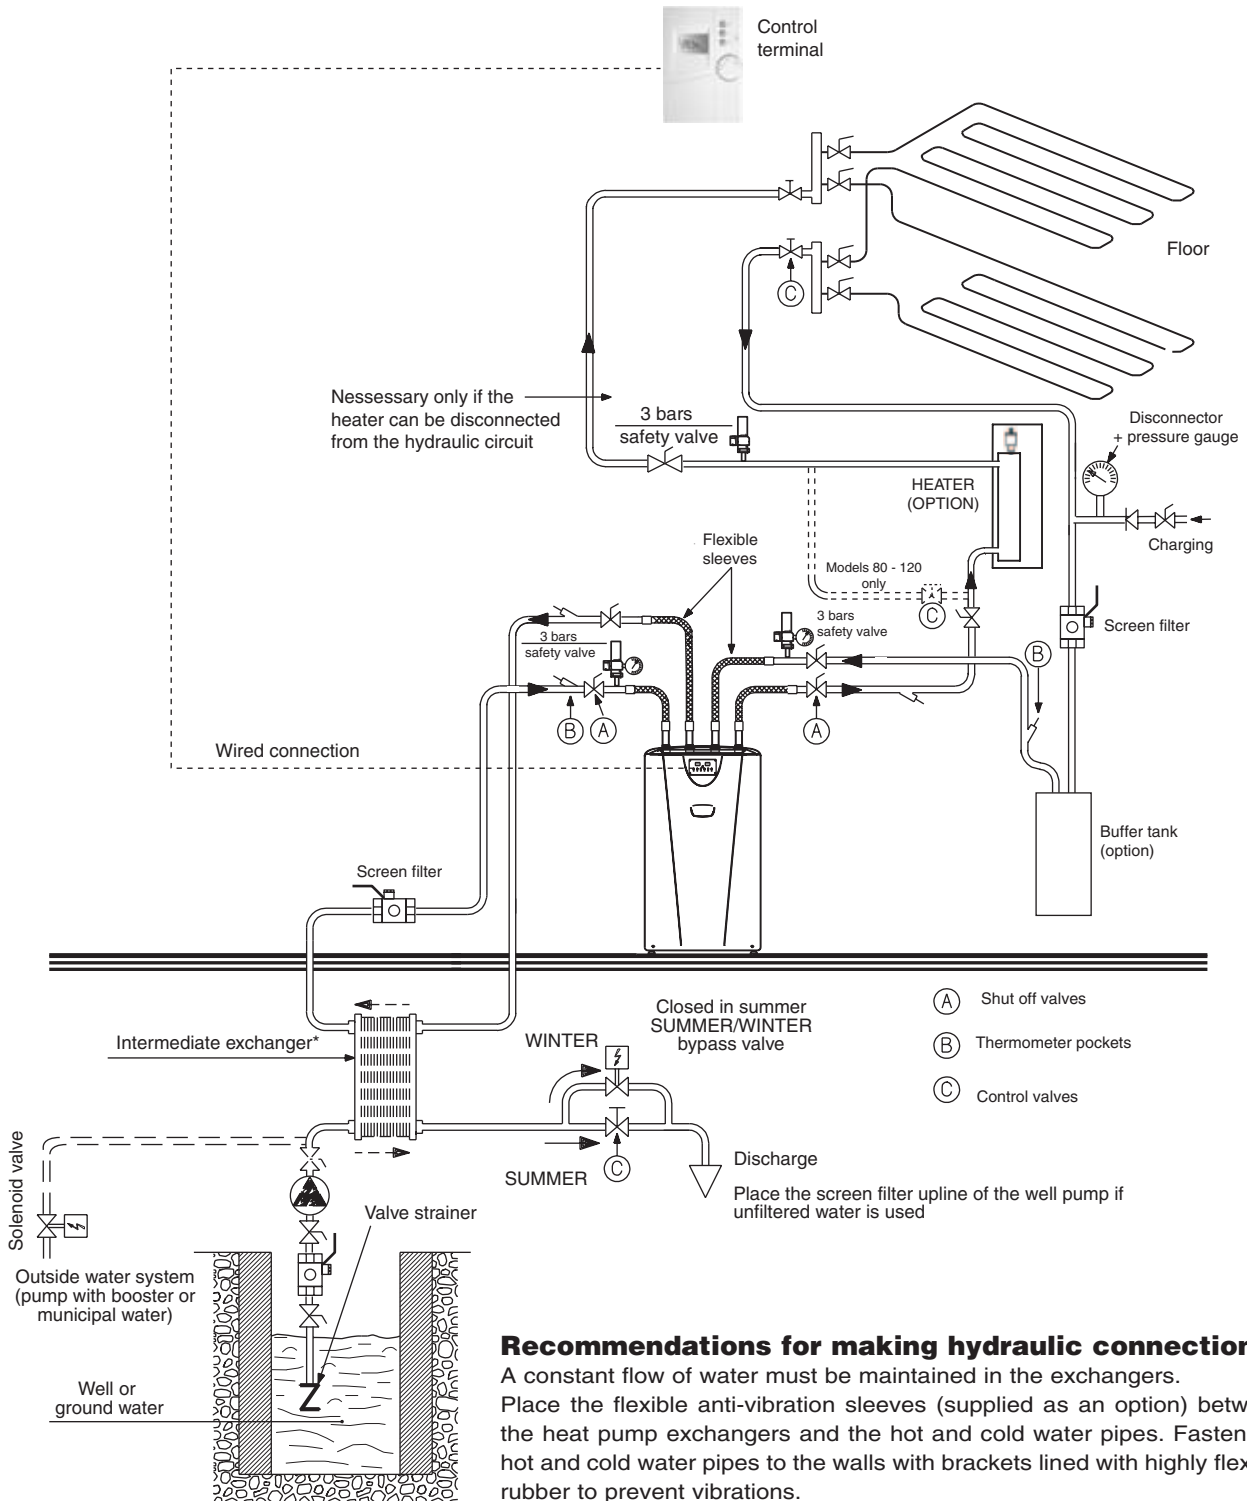 Control
terminal
Floor
C
Nessessary only if the
heater can be disconnected
from the hydraulic circuit
3 bars
safety valve
Disconnector
+ pressure gauge
HEATER
(OPTION)
Charging
Flexible
sleeves
Models 80 - 120
only
C
3 bars
safety valve
3 bars
safety valve
Screen filter
B
B
A
A
Wired connection
Buffer tank
(option)
Screen filter
Closed in summer
SUMMER/WINTER
bypass valve
A Shut off valves
B Thermometer pockets
C Control valves
Intermediate exchanger*
WINTER
SUMMER
C
Discharge
Place the screen filter upline of the well pump if
unfiltered water is used
Solenoid valve
Valve strainer
Outside water system
(pump with booster or
municipal water)
Well or
ground water
Recommendations for making hydraulic connection
A constant flow of water must be maintained in the exchangers.
Place the flexible anti-vibration sleeves (supplied as an option) betw
the heat pump exchangers and the hot and cold water pipes. Fasten
hot and cold water pipes to the walls with brackets lined with highly flex
rubber to prevent vibrations.